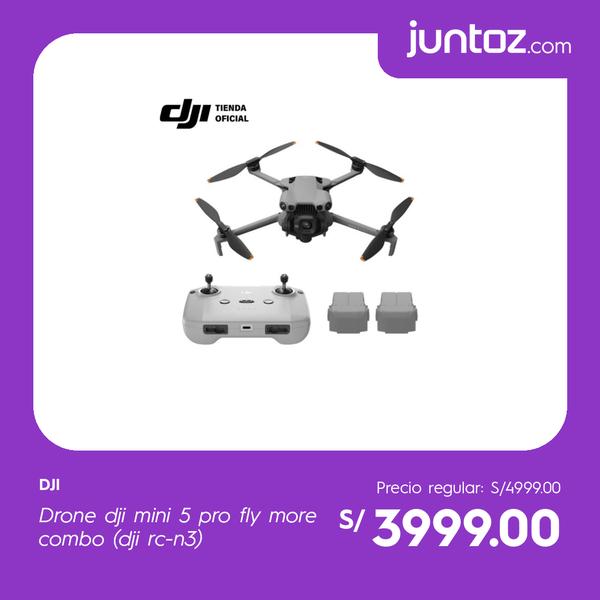 juntoz.com
dji TIENDA
OFICIAL
DJI
Drone dji mini 5 pro fly more
combo (dji rc-n3)
Precio regular: S/4999.00
S/ 3999.00